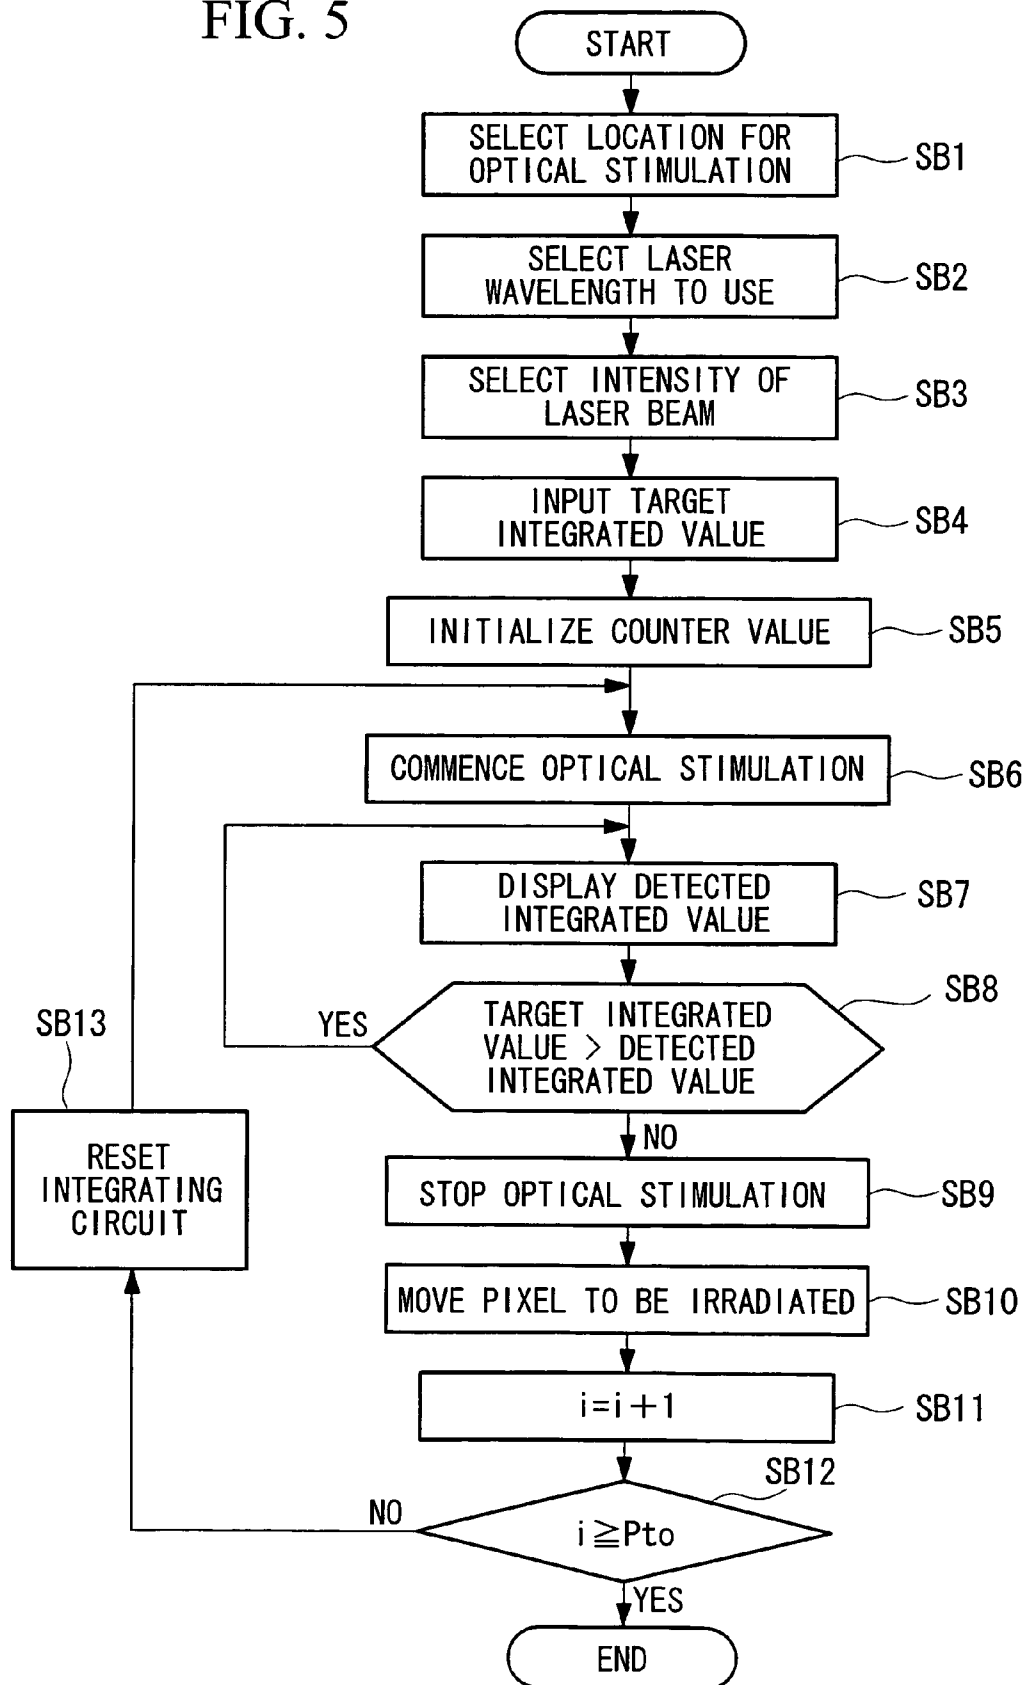 FIG. 5
START
SELECT LOCATION FOR
OPTICAL STIMULATION
SB1
SELECT LASER
WAVELENGTH TO USE
SB2
SELECT INTENSITY OF
LASER BEAM
SB3
INPUT TARGET
INTEGRATED VALUE
SB4
INITIALIZE COUNTER VALUE
SB5
COMMENCE OPTICAL STIMULATION
SB6
DISPLAY DETECTED
INTEGRATED VALUE
SB7
TARGET INTEGRATED
VALUE > DETECTED
INTEGRATED VALUE
SB8
YES
NO
SB13
RESET
INTEGRATING
CIRCUIT
STOP OPTICAL STIMULATION
SB9
MOVE PIXEL TO BE IRRADIATED
SB10
i=i+1
SB11
SB12
i≧Pto
NO
YES
END